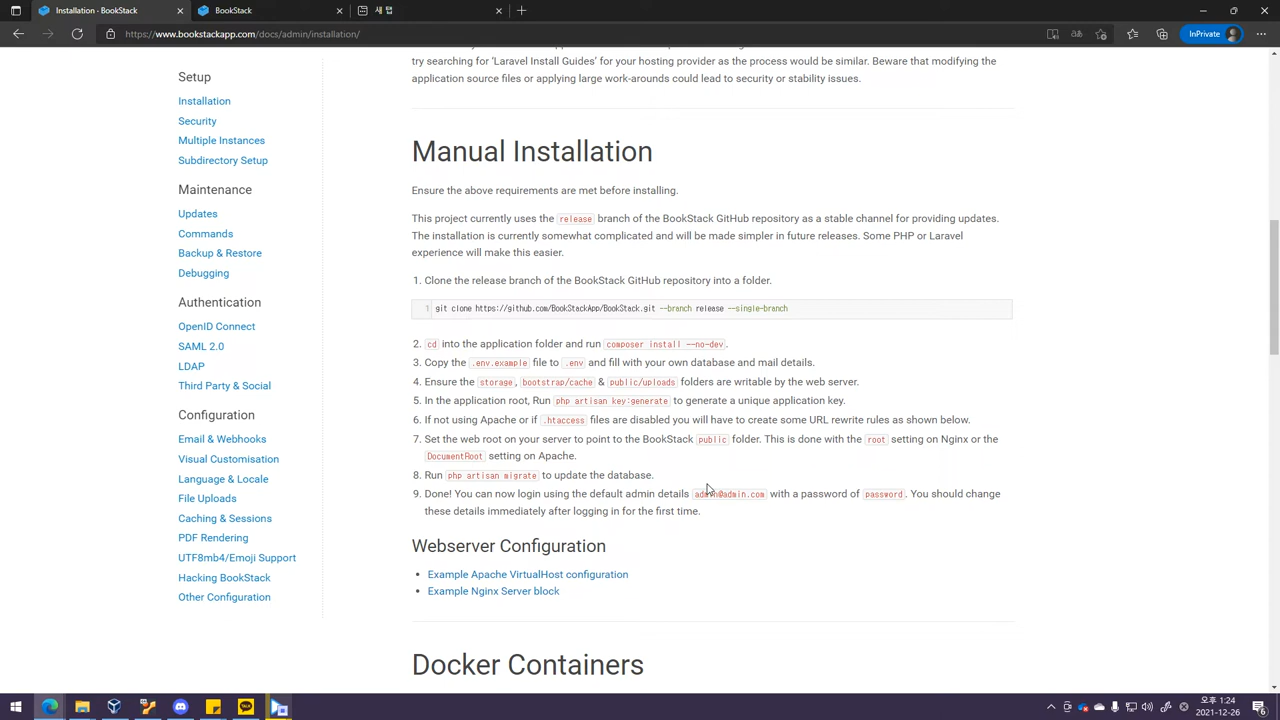 Installation · BookStack
BookStack
https://www.bookstackapp.com/docs/admin/installation/
InPrivate
Setup
Installation
Security
Multiple Instances
Subdirectory Setup
Maintenance
Updates
Commands
Backup & Restore
Debugging
Authentication
OpenID Connect
SAML 2.0
LDAP
Third Party & Social
Configuration
Email & Webhooks
Visual Customisation
Language & Locale
File Uploads
Caching & Sessions
PDF Rendering
UTF8mb4/Emoji Support
Hacking BookStack
Other Configuration
try searching for ‘Laravel Install Guides’ for your hosting provider as the process would be similar. Beware that modifying the
application source files or applying large work-arounds could lead to security or stability issues.
Manual Installation
Ensure the above requirements are met before installing.
This project currently uses the release branch of the BookStack GitHub repository as a stable channel for providing updates.
The installation is currently somewhat complicated and will be made simpler in future releases. Some PHP or Laravel
experience will make this easier.
1. Clone the release branch of the BookStack GitHub repository into a folder.
1 git clone https://github.com/BookStackApp/BookStack.git --branch release --single-branch
2. cd into the application folder and run composer install --no-dev.
3. Copy the .env.example file to .env and fill with your own database and mail details.
4. Ensure the storage, bootstrap/cache & public/uploads folders are writable by the web server.
5. In the application root, Run php artisan key:generate to generate a unique application key.
6. If not using Apache or if .htaccess files are disabled you will have to create some URL rewrite rules as shown below.
7. Set the web root on your server to point to the BookStack public folder. This is done with the root setting on Nginx or the
DocumentRoot setting on Apache.
8. Run php artisan migrate to update the database.
9. Done! You can now login using the default admin details admin@admin.com with a password of password. You should change
these details immediately after logging in for the first time.
Webserver Configuration
• Example Apache VirtualHost configuration
• Example Nginx Server block
Docker Containers
오후 1:24
2021-12-26